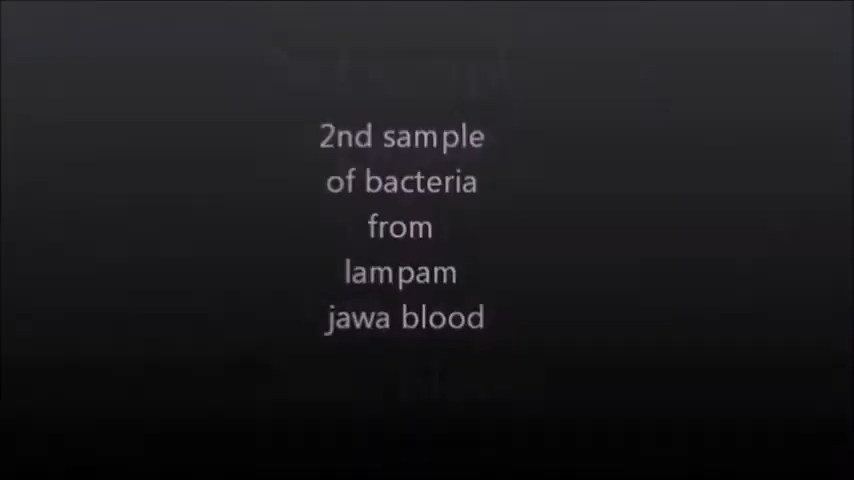 2nd sample
of bacteria
from
lampam
jawa blood